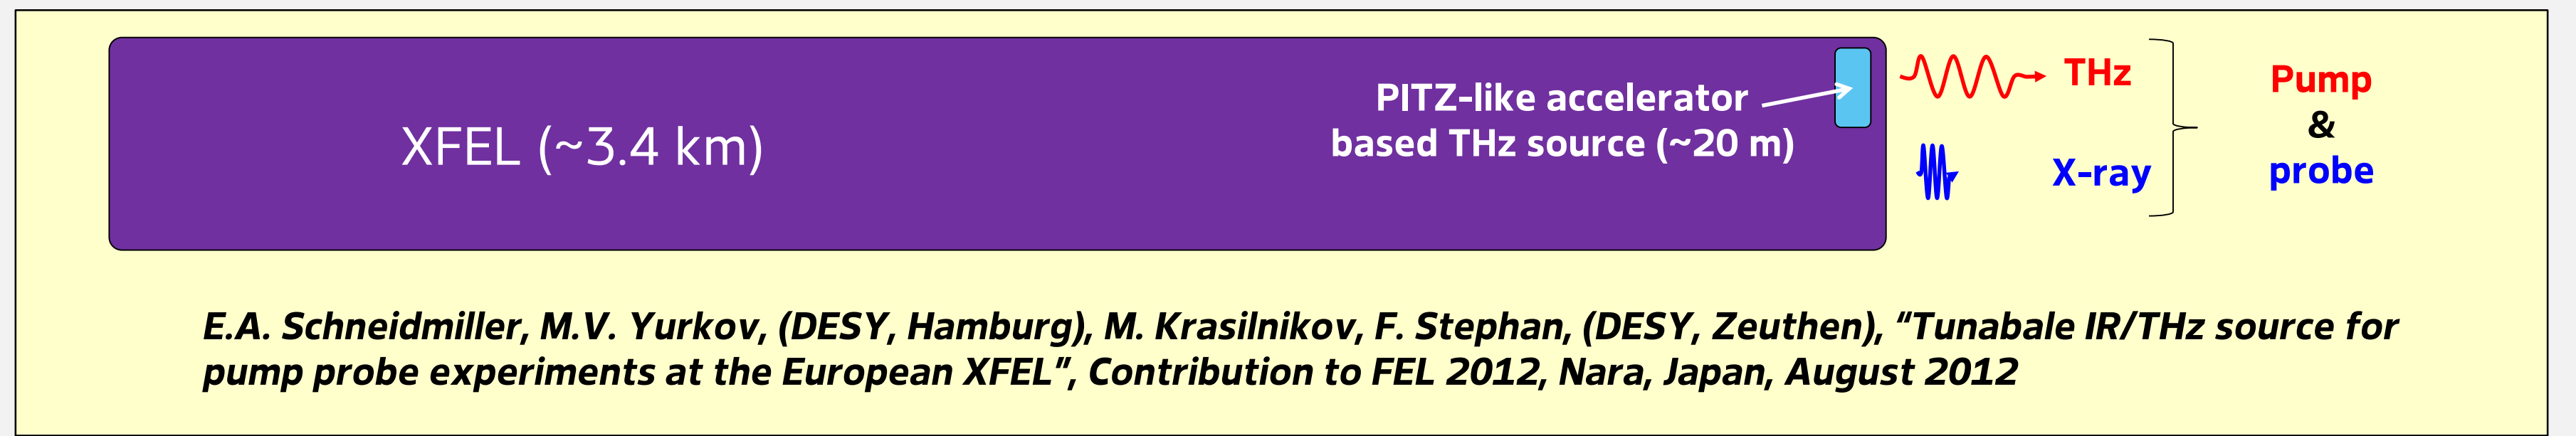 XFEL (~3.4 km)
PITZ-like accelerator
based THz source (~20 m)
THz
X-ray
Pump
&
probe
E.A. Schneidmiller, M.V. Yurkov, (DESY, Hamburg), M. Krasilnikov, F. Stephan, (DESY, Zeuthen), “Tunabale IR/THz source for
pump probe experiments at the European XFEL”, Contribution to FEL 2012, Nara, Japan, August 2012